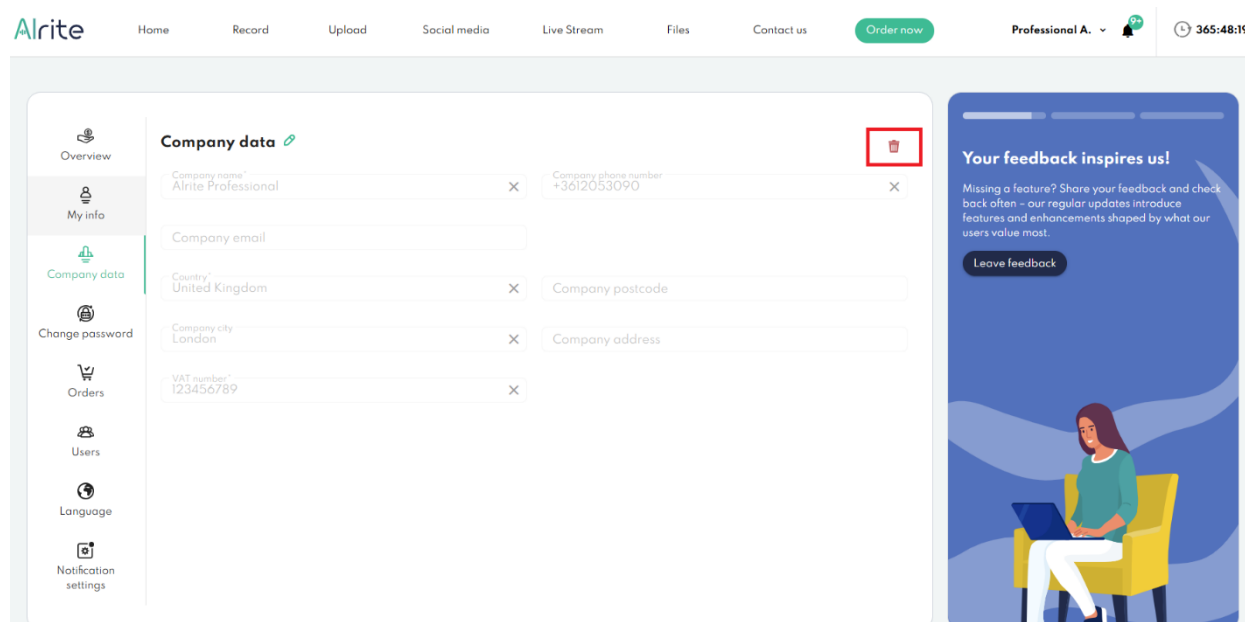 Alrite
Home
Record
Upload
Social media
Live Stream
Files
Contact us
Order now
Professional A.
9+
365:48:19
Overview
My info
Company data
Change password
Orders
Users
Language
Notification
settings
Company data
Company name*
Alrite Professional
Company phone number
+3612053090
Company email
Country*
United Kingdom
Company postcode
Company city
London
Company address
VAT number*
123456789
Your feedback inspires us!
Missing a feature? Share your feedback and check
back often – our regular updates introduce
features and enhancements shaped by what our
users value most.
Leave feedback